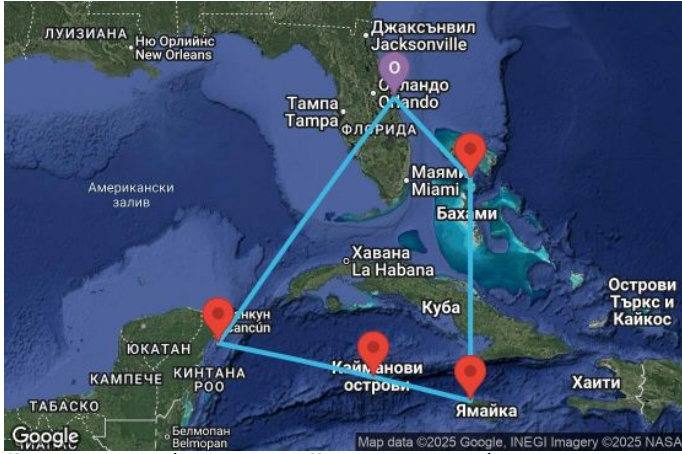 ЛУИЗИАНА
Ню Орлийнс
New Orleans
Джаксънвил
Jacksonville
О
Орландо
Orlando
Тампа
Tampa
ФЛОРИДА
Маями
Miami
Американски
залив
Бахами
Хавана
La Habana
Куба
Острови
Търкс и
Кайкос
Cancún
ЮКАТАН
КАМПЕЧЕ
КИНТАНА
РОО
Кайманови
острови
Хаити
Ямайка
ТАБАСКО
Белмопан
Belmopan
Google
Map data ©2025 Google, INEGI Imagery ©2025 NASA